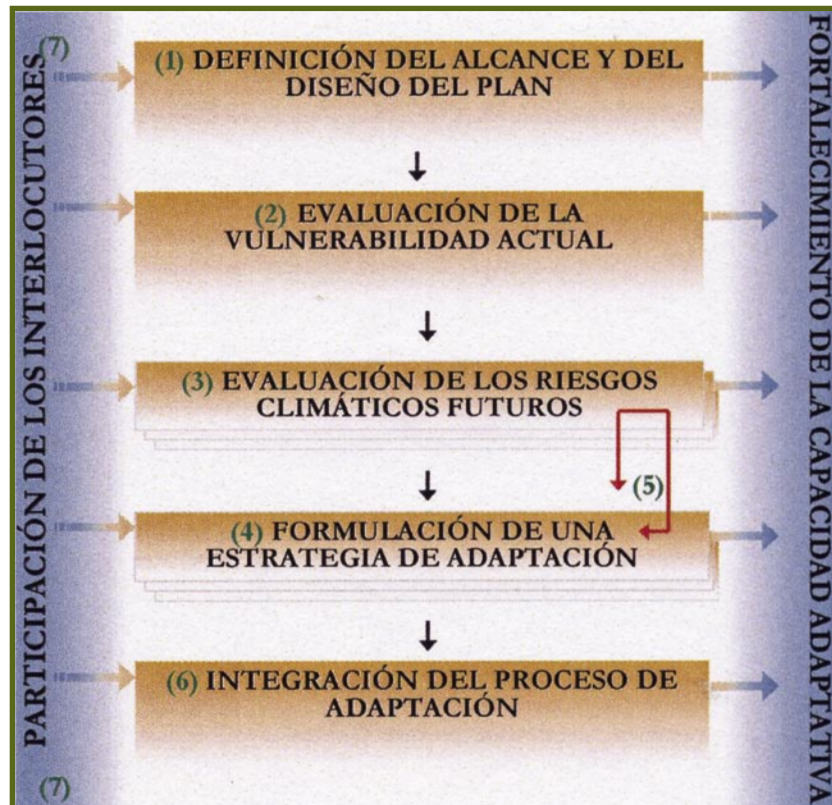 (7)
PARTICIPACIÓN DE LOS INTERLOCUTORES
(7)
(1) DEFINICIÓN DEL ALCANCE Y DEL
DISEÑO DEL PLAN
(2) EVALUACIÓN DE LA
VULNERABILIDAD ACTUAL
(3) EVALUACIÓN DE LOS RIESGOS
CLIMÁTICOS FUTUROS
(5)
(4) FORMULACIÓN DE UNA
ESTRATEGIA DE ADAPTACIÓN
(6) INTEGRACIÓN DEL PROCESO DE
ADAPTACIÓN
FORTALECIMIENTO DE LA CAPACIDAD ADAPTATIVA